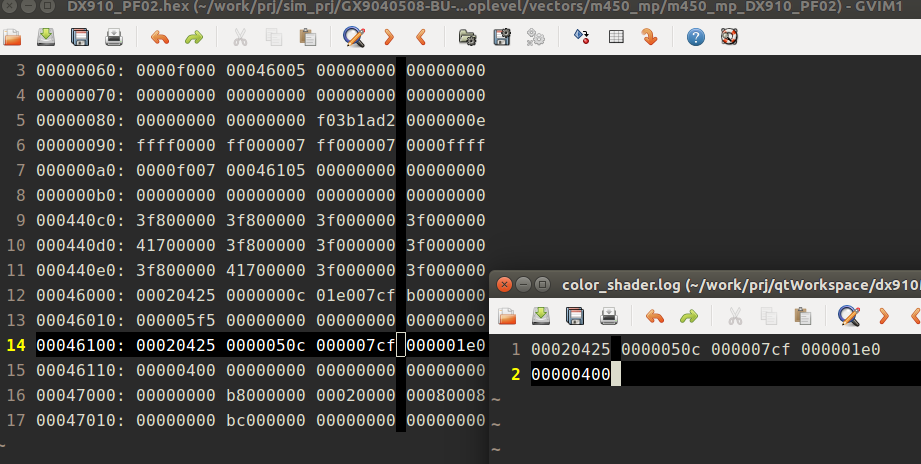 DX910_PF02.hex (~/work/prj/sim_prj/GX9040508-BU-...oplevel/vectors/m450_mp/m450_mp_DX910_PF02) - GVIM1
3 00000060: 0000f000 00046005 00000000 00000000
4 00000070: 00000000 00000000 00000000 00000000
5 00000080: 00000000 00000000 f03b1ad2 0000000e
6 00000090: ffff0000 ff000007 ff000007 0000ffff
7 000000a0: 0000f007 00046105 00000000 00000000
8 000000b0: 00000000 00000000 00000000 00000000
9 000440c0: 3f800000 3f800000 3f000000 3f000000
10 000440d0: 41700000 3f800000 3f000000 3f000000
11 000440e0: 3f800000 41700000 3f000000 3f000000
12 00046000: 00020425 0000000c 01e007cf b0000000
13 00046010: 000005f5 00000000 00000000 00000000
14 00046100: 00020425 0000050c 000007cf 000001e0
15 00046110: 00000400 00000000 00000000 00000000
16 00047000: 00000000 b8000000 00020000 00080008
17 00047010: 00000000 bc000000 00000000 00000000
~
color_shader.log (~/work/prj/qtWorkspace/dx910
1 00020425 0000050c 000007cf 000001e0
2 00000400
~
~
~